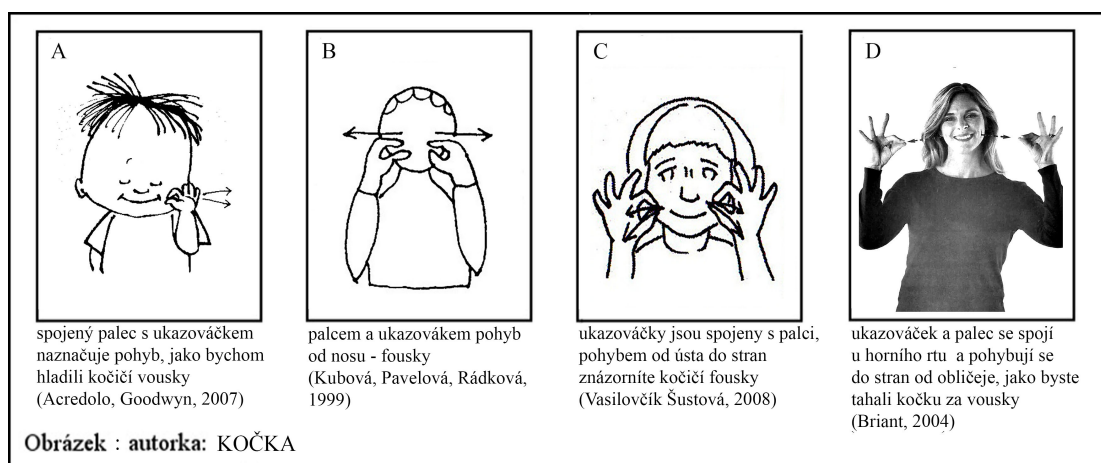 A
spojený palec s ukazováčkem
naznačuje pohyb, jako bychom
hladili kočičí vousky
(Acredolo, Goodwyn, 2007)
B
palcem a ukazovákem pohyb
od nosu - fousky
(Kubová, Pavelová, Rádková,
1999)
C
ukazováčky jsou spojeny s palci,
pohybem od ústa do stran
znázorníte kočičí fousky
(Vasilovčík Šustová, 2008)
D
ukazováček a palec se spojí
u horního rtu a pohybují se
do stran od obličeje, jako byste
tahali kočku za vousky
(Briant, 2004)
Obrázek : autorka: KOČKA